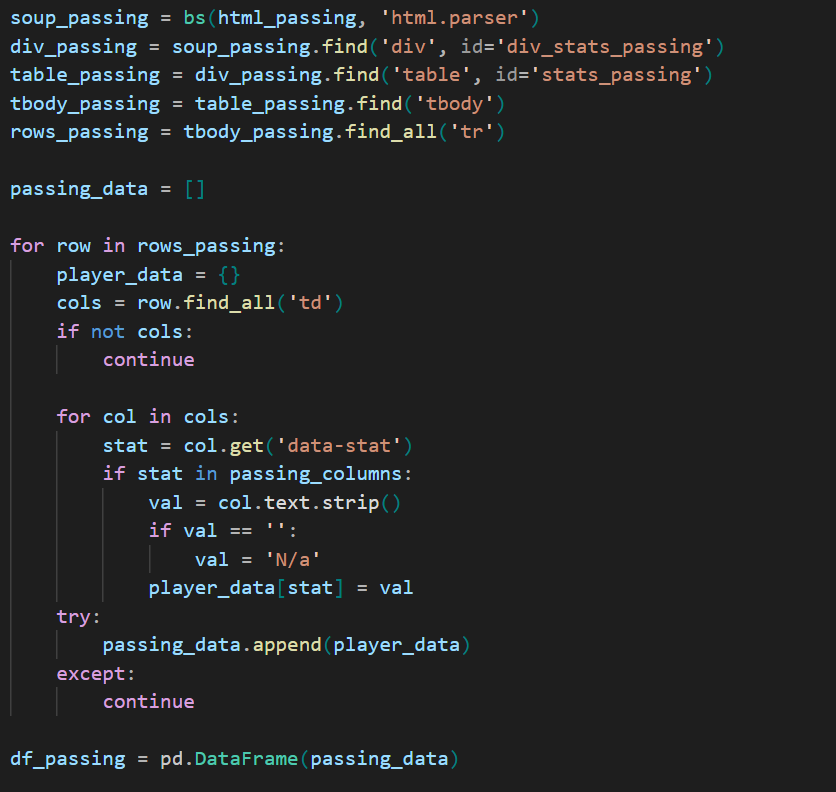 soup_passing = bs(html_passing, 'html.parser')
div_passing = soup_passing.find('div', id='div_stats_passing')
table_passing = div_passing.find('table', id='stats_passing')
tbody_passing = table_passing.find('tbody')
rows_passing = tbody_passing.find_all('tr')

passing_data = []

for row in rows_passing:
    player_data = {}
    cols = row.find_all('td')
    if not cols:
        continue

    for col in cols:
        stat = col.get('data-stat')
        if stat in passing_columns:
            val = col.text.strip()
            if val == '':
                val = 'N/a'
            player_data[stat] = val
    try:
        passing_data.append(player_data)
    except:
        continue

df_passing = pd.DataFrame(passing_data)